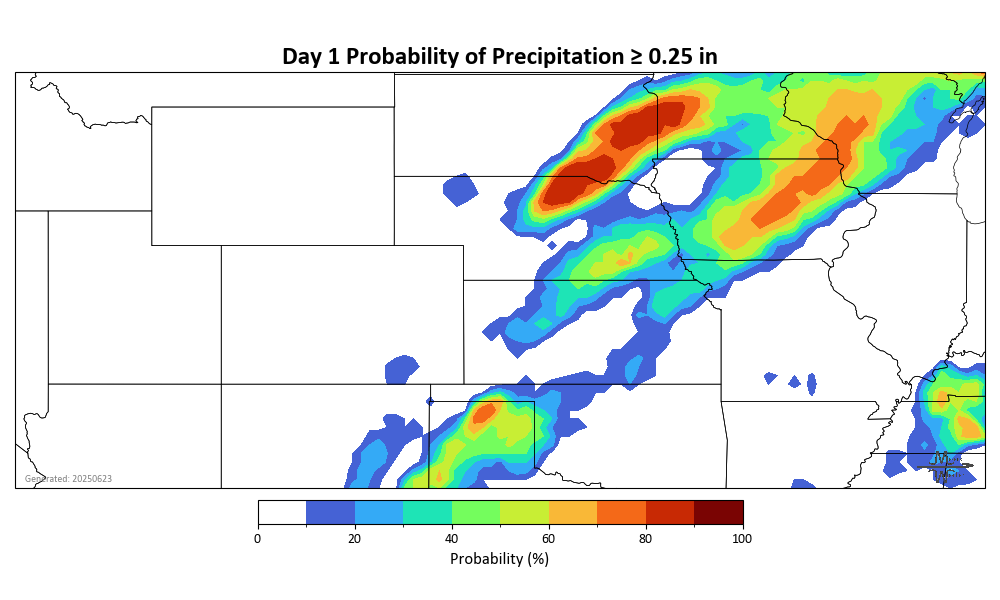 Day 1 Probability of Precipitation ≥ 0.25 in
Generated: 20250623
0 20 40 60 80 100
Probability (%)